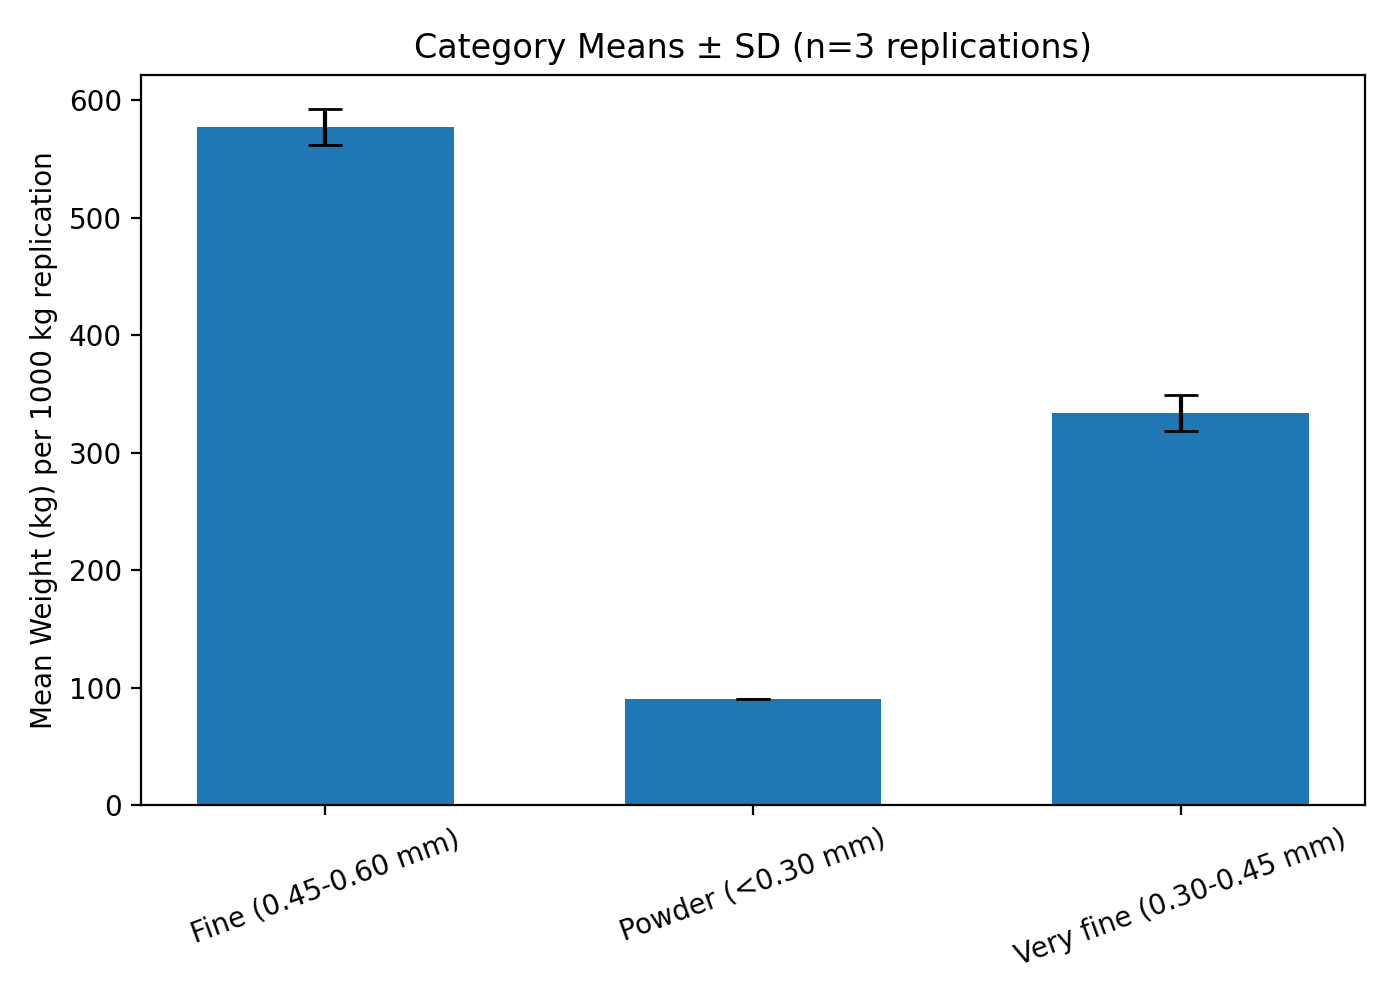 Category Means ± SD (n=3 replications)
Mean Weight (kg) per 1000 kg replication
600
500
400
300
200
100
0
Fine (0.45-0.60 mm)
Powder (<0.30 mm)
Very fine (0.30-0.45 mm)